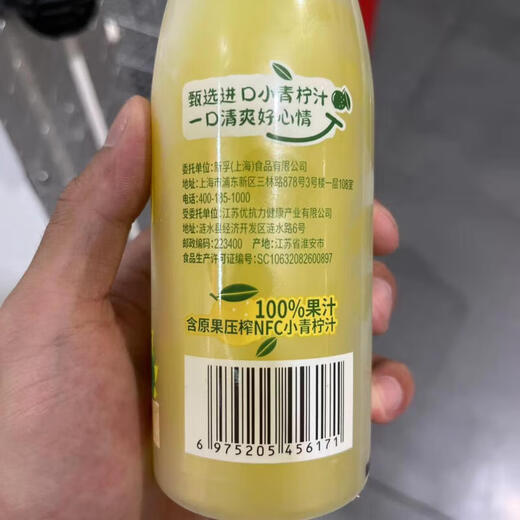 甄选进口小青柠汁
一口清爽好心情
委托单位:新孚(上海)食品有限公司
地址:上海市浦东新区三林路878号3号楼一层108室
电话:400-185-1000
受委托单位:江苏优抗力健康产业有限公司
地址:涟水县经济开发区涟水路6号
邮政编码:223400 产地:江苏省淮安市
食品生产许可证编号:SC10632082600897
100%果汁
含原果压榨NFC小青柠汁
6 975205 456171